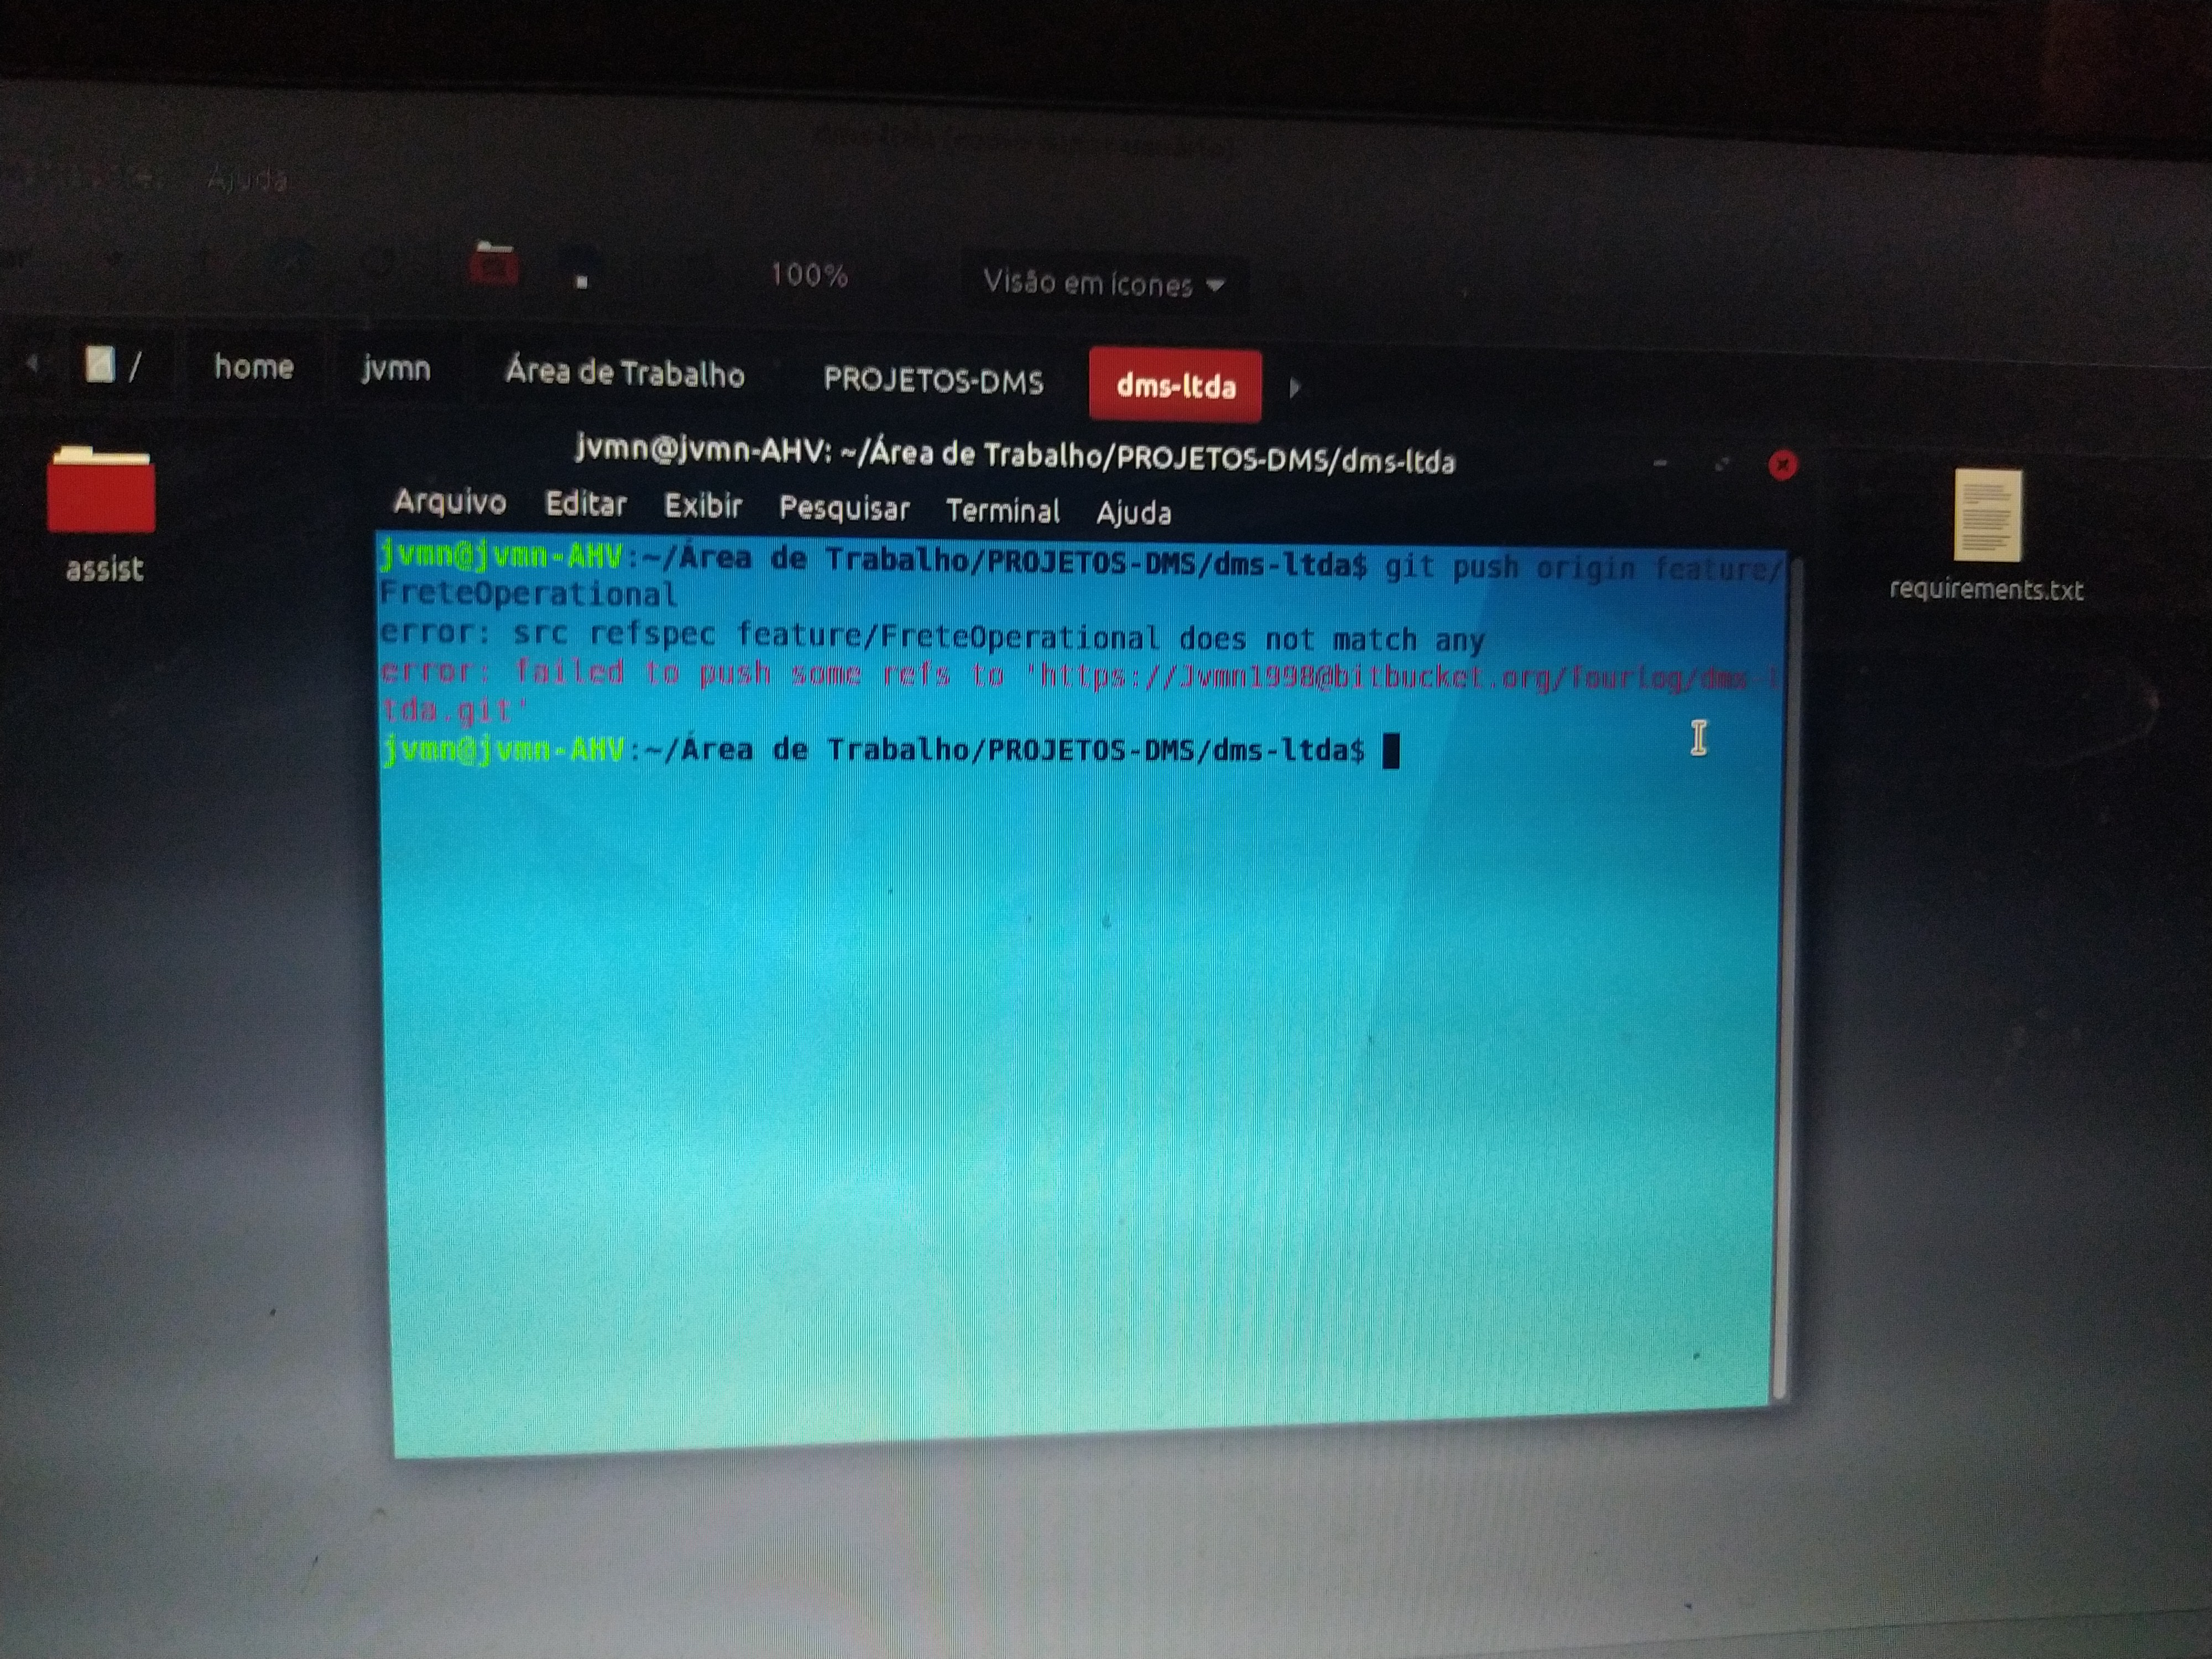 Ajuda
100%
Visão em ícones
/ home jvmn Área de Trabalho PROJETOS-DMS dms-ltda
assist
requirements.txt
jvmn@jvmn-AHV: ~/Área de Trabalho/PROJETOS-DMS/dms-ltda
Arquivo Editar Exibir Pesquisar Terminal Ajuda
jvmn@jvmn-AHV:~/Área de Trabalho/PROJETOS-DMS/dms-ltda$ git push origin feature/
FreteOperational
error: src refspec feature/FreteOperational does not match any
error: failed to push some refs to 'https://Jvmn1998@bitbucket.org/fourlog/dmx-l
tda.git'
jvmn@jvmn-AHV:~/Área de Trabalho/PROJETOS-DMS/dms-ltda$